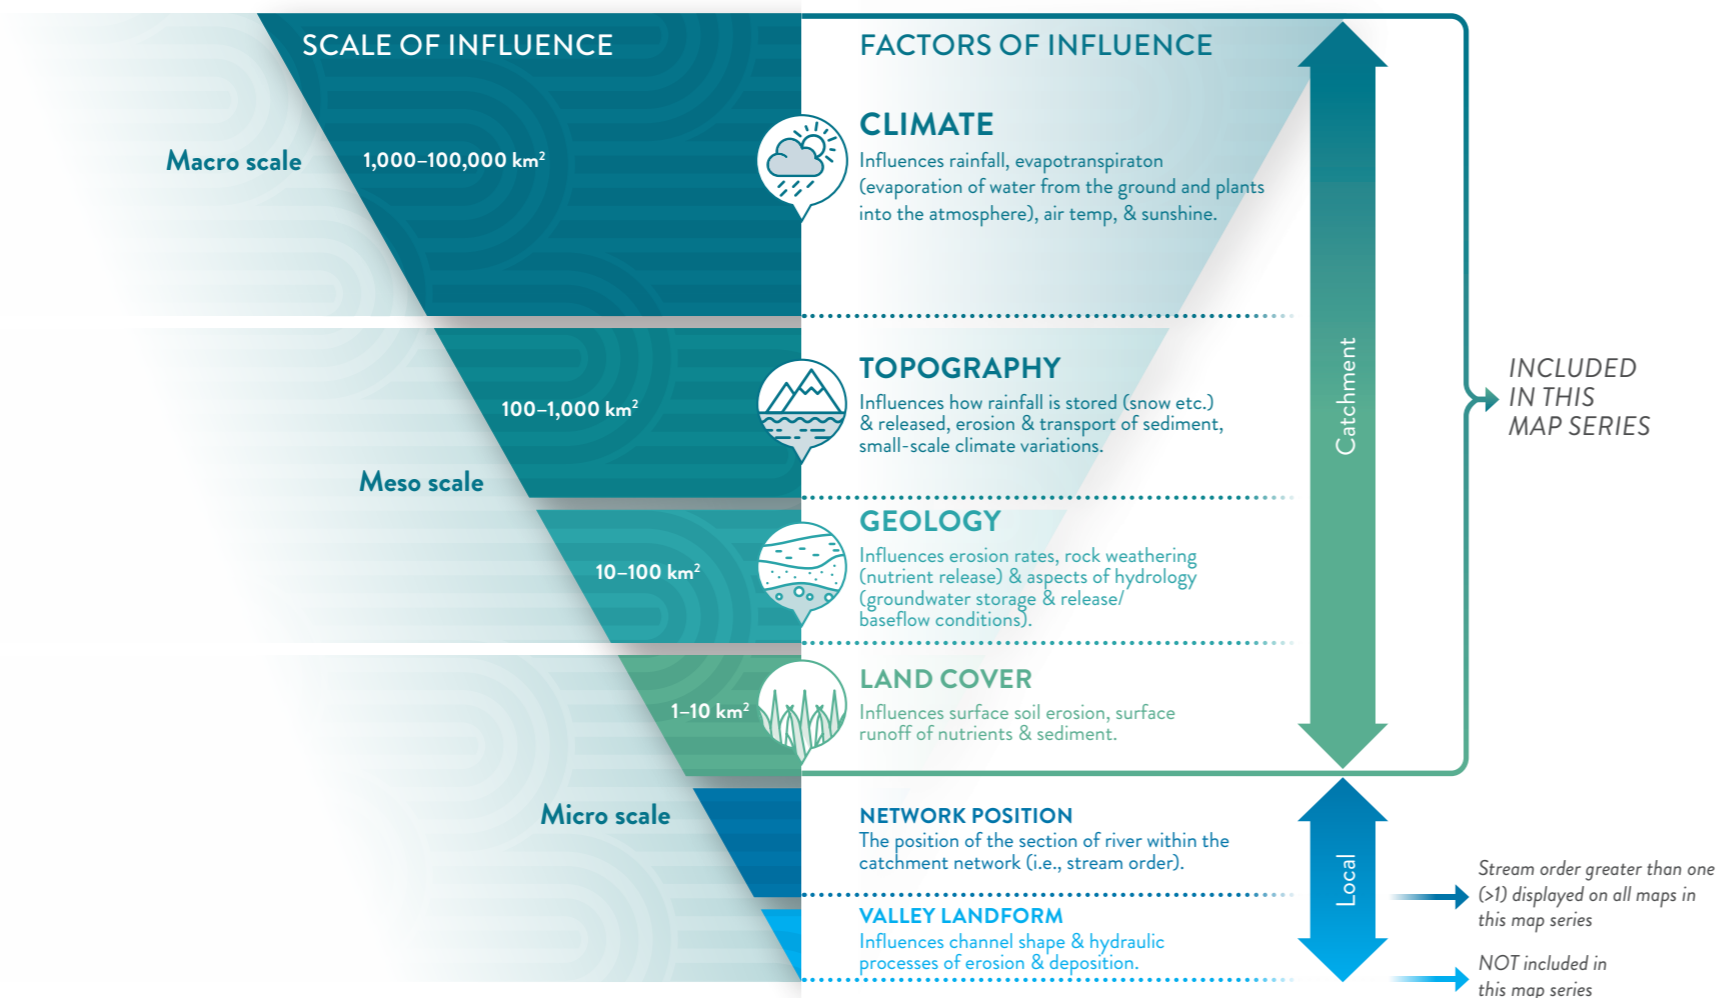 SCALE OF INFLUENCE
FACTORS OF INFLUENCE
Macro scale
1,000–100,000 km²
CLIMATE
Influences rainfall, evapotranspiraton
(evaporation of water from the ground and plants
into the atmosphere), air temp, & sunshine.
Meso scale
100–1,000 km²
TOPOGRAPHY
Influences how rainfall is stored (snow etc.)
& released, erosion & transport of sediment,
small-scale climate variations.
10–100 km²
GEOLOGY
Influences erosion rates, rock weathering
(nutrient release) & aspects of hydrology
(groundwater storage & release/
baseflow conditions).
Micro scale
1–10 km²
LAND COVER
Influences surface soil erosion, surface
runoff of nutrients & sediment.
NETWORK POSITION
The position of the section of river within the
catchment network (i.e., stream order).
VALLEY LANDFORM
Influences channel shape & hydraulic
processes of erosion & deposition.
Catchment
Local
INCLUDED
IN THIS
MAP SERIES
Stream order greater than one
(>1) displayed on all maps in
this map series
NOT included in
this map series